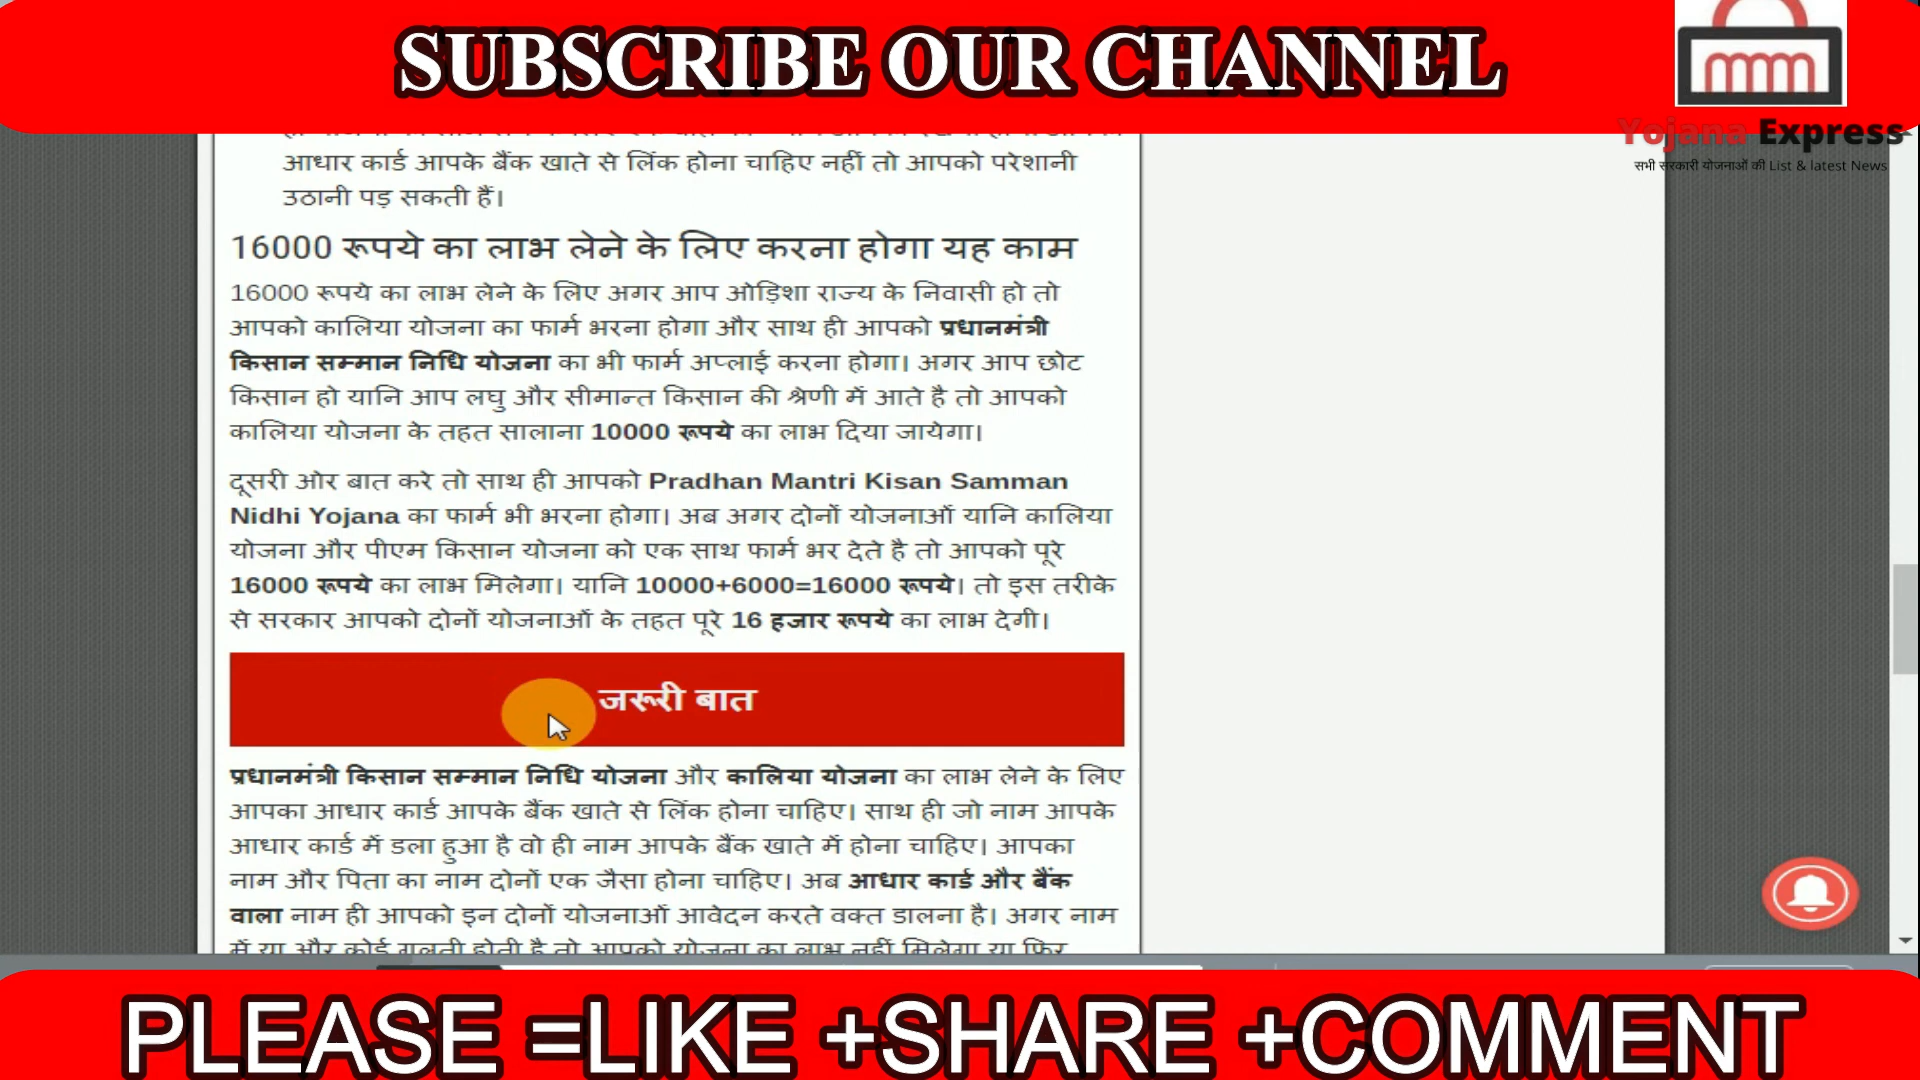 SUBSCRIBE OUR CHANNEL
Yojana Express
सभी सरकारी योजनाओं की List & latest News
आधार कार्ड आपके बैंक खाते से लिंक होना चाहिए नहीं तो आपको परेशानी
उठानी पड़ सकती हैं।
16000 रूपये का लाभ लेने के लिए करना होगा यह काम
16000 रूपये का लाभ लेने के लिए अगर आप ओड़िशा राज्य के निवासी हो तो
आपको कालिया योजना का फार्म भरना होगा और साथ ही आपको प्रधानमंत्री
किसान सम्मान निधि योजना का भी फार्म अप्लाई करना होगा। अगर आप छोट
किसान हो यानि आप लघु और सीमान्त किसान की श्रेणी में आते है तो आपको
कालिया योजना के तहत सालाना 10000 रूपये का लाभ दिया जायेगा।
दूसरी ओर बात करे तो साथ ही आपको Pradhan Mantri Kisan Samman
Nidhi Yojana का फार्म भी भरना होगा। अब अगर दोनों योजनाओं यानि कालिया
योजना और पीएम किसान योजना को एक साथ फार्म भर देते है तो आपको पूरे
16000 रूपये का लाभ मिलेगा। यानि 10000+6000=16000 रूपये। तो इस तरीके
से सरकार आपको दोनों योजनाओं के तहत पूरे 16 हजार रूपये का लाभ देगी।
जरूरी बात
प्रधानमंत्री किसान सम्मान निधि योजना और कालिया योजना का लाभ लेने के लिए
आपका आधार कार्ड आपके बैंक खाते से लिंक होना चाहिए। साथ ही जो नाम आपके
आधार कार्ड में डला हुआ है वो ही नाम आपके बैंक खाते में होना चाहिए। आपका
नाम और पिता का नाम दोनों एक जैसा होना चाहिए। अब आधार कार्ड और बैंक
वाला नाम ही आपको इन दोनों योजनाओं आवेदन करते वक्त डालना है। अगर नाम
में या और कोई गलती होती है तो आपको योजना का लाभ नहीं मिलेगा या फिर
PLEASE =LIKE +SHARE +COMMENT